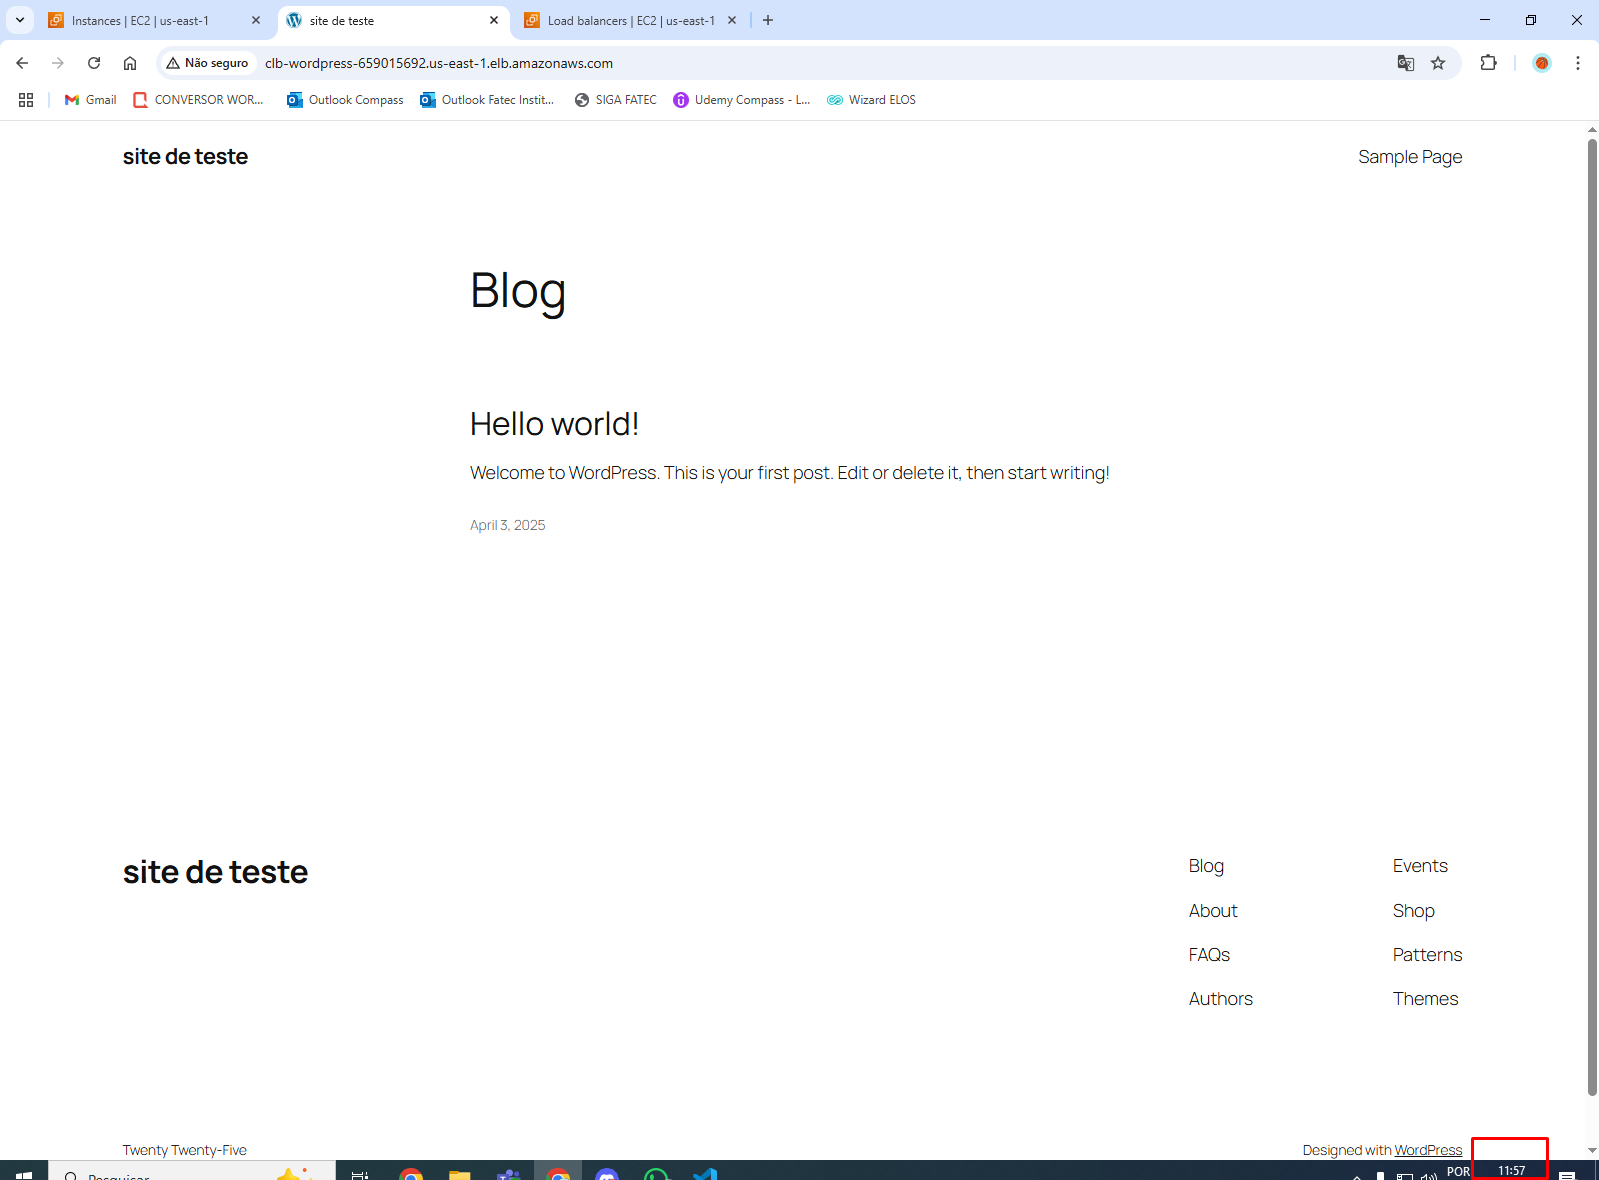 Instances | EC2 | us-east-1
site de teste
Load balancers | EC2 | us-east-1
Não seguro
clb-wordpress-659015692.us-east-1.elb.amazonaws.com
Gmail
CONVERSOR WOR...
Outlook Compass
Outlook Fatec Instit...
SIGA FATEC
Udemy Compass - L...
Wizard ELOS
site de teste
Sample Page
Blog
Hello world!
Welcome to WordPress. This is your first post. Edit or delete it, then start writing!
April 3, 2025
site de teste
Blog
About
FAQs
Authors
Events
Shop
Patterns
Themes
Twenty Twenty-Five
Designed with WordPress
Pesquisar
POR
11:57